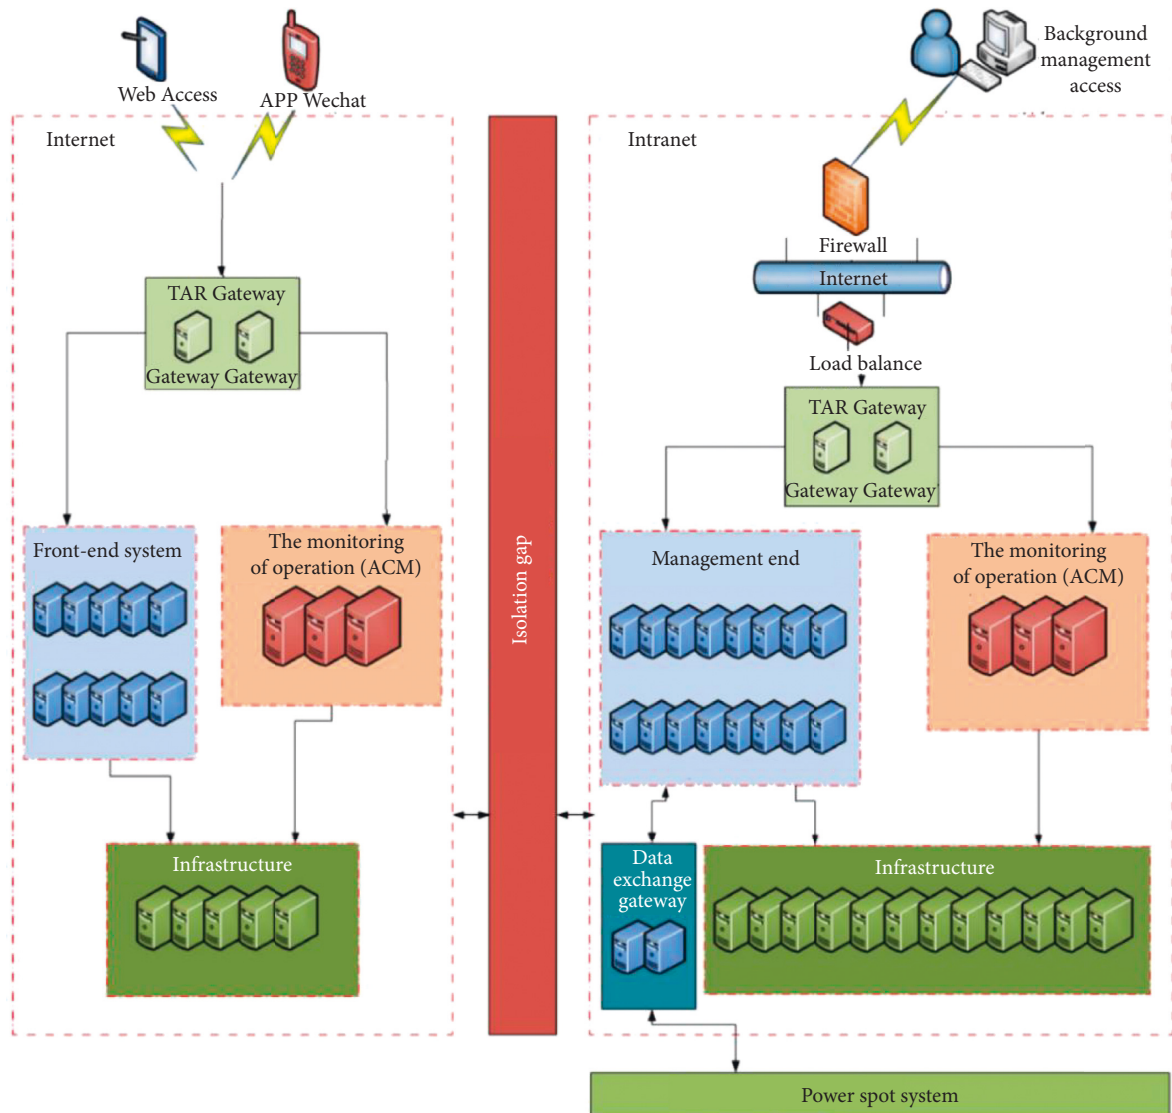 Web Access
APP Wechat
Internet
TAR Gateway
Gateway Gateway
Front-end system
The monitoring
of operation (ACM)
Infrastructure
Isolation gap
Background
management
access
Intranet
Firewall
Internet
Load balance
TAR Gateway
Gateway Gateway
Management end
The monitoring
of operation (ACM)
Data
exchange
gateway
Infrastructure
Power spot system